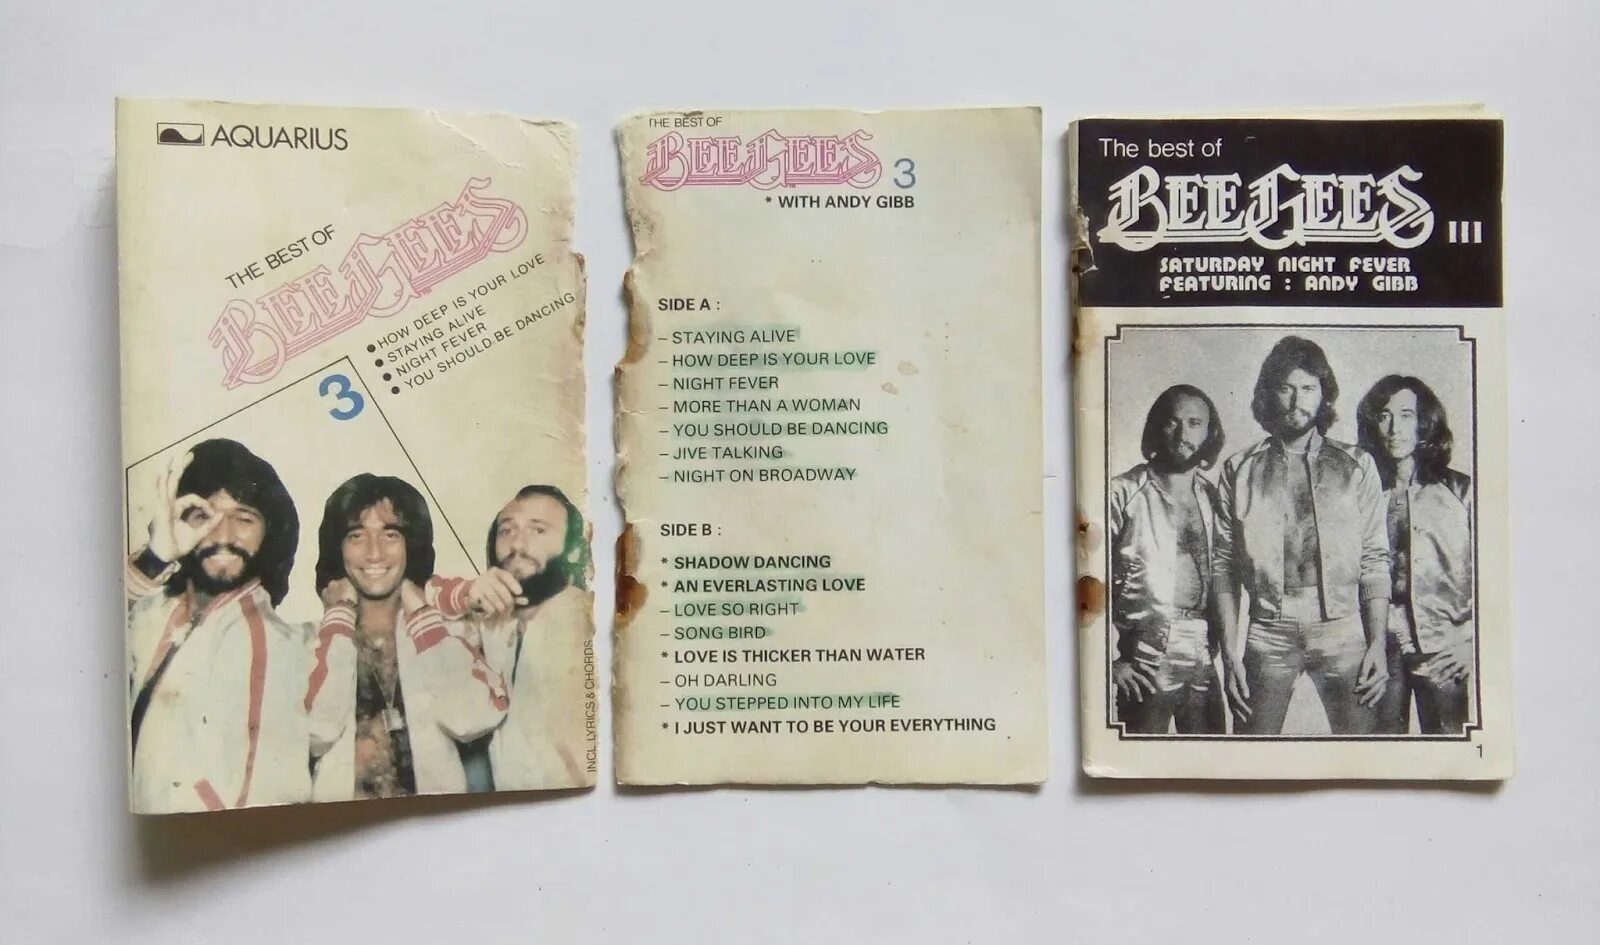 AQUARIUS
THE BEST OF
BEE GEES
TM
● HOW DEEP IS YOUR LOVE
● STAYING ALIVE
● NIGHT FEVER
● YOU SHOULD BE DANCING
3
INCL. LYRICS & CHORDS
THE BEST OF
BEE GEES 3
TM
* WITH ANDY GIBB
SIDE A :
– STAYING ALIVE
– HOW DEEP IS YOUR LOVE
– NIGHT FEVER
– MORE THAN A WOMAN
– YOU SHOULD BE DANCING
– JIVE TALKING
– NIGHT ON BROADWAY
SIDE B :
* SHADOW DANCING
* AN EVERLASTING LOVE
– LOVE SO RIGHT
– SONG BIRD
* LOVE IS THICKER THAN WATER
– OH DARLING
– YOU STEPPED INTO MY LIFE
* I JUST WANT TO BE YOUR EVERYTHING
The best of
BEE GEES III
SATURDAY NIGHT FEVER
FEATURING : ANDY GIBB
1